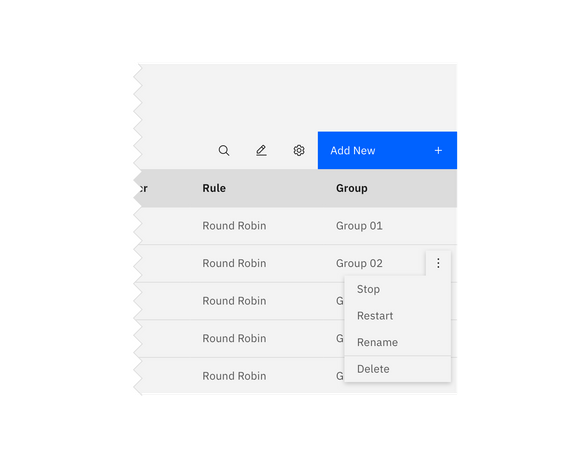 Add New
cr Rule Group
Round Robin Group 01
Round Robin Group 02
Stop
Round Robin G
Restart
Round Robin G
Rename
Round Robin G
Delete